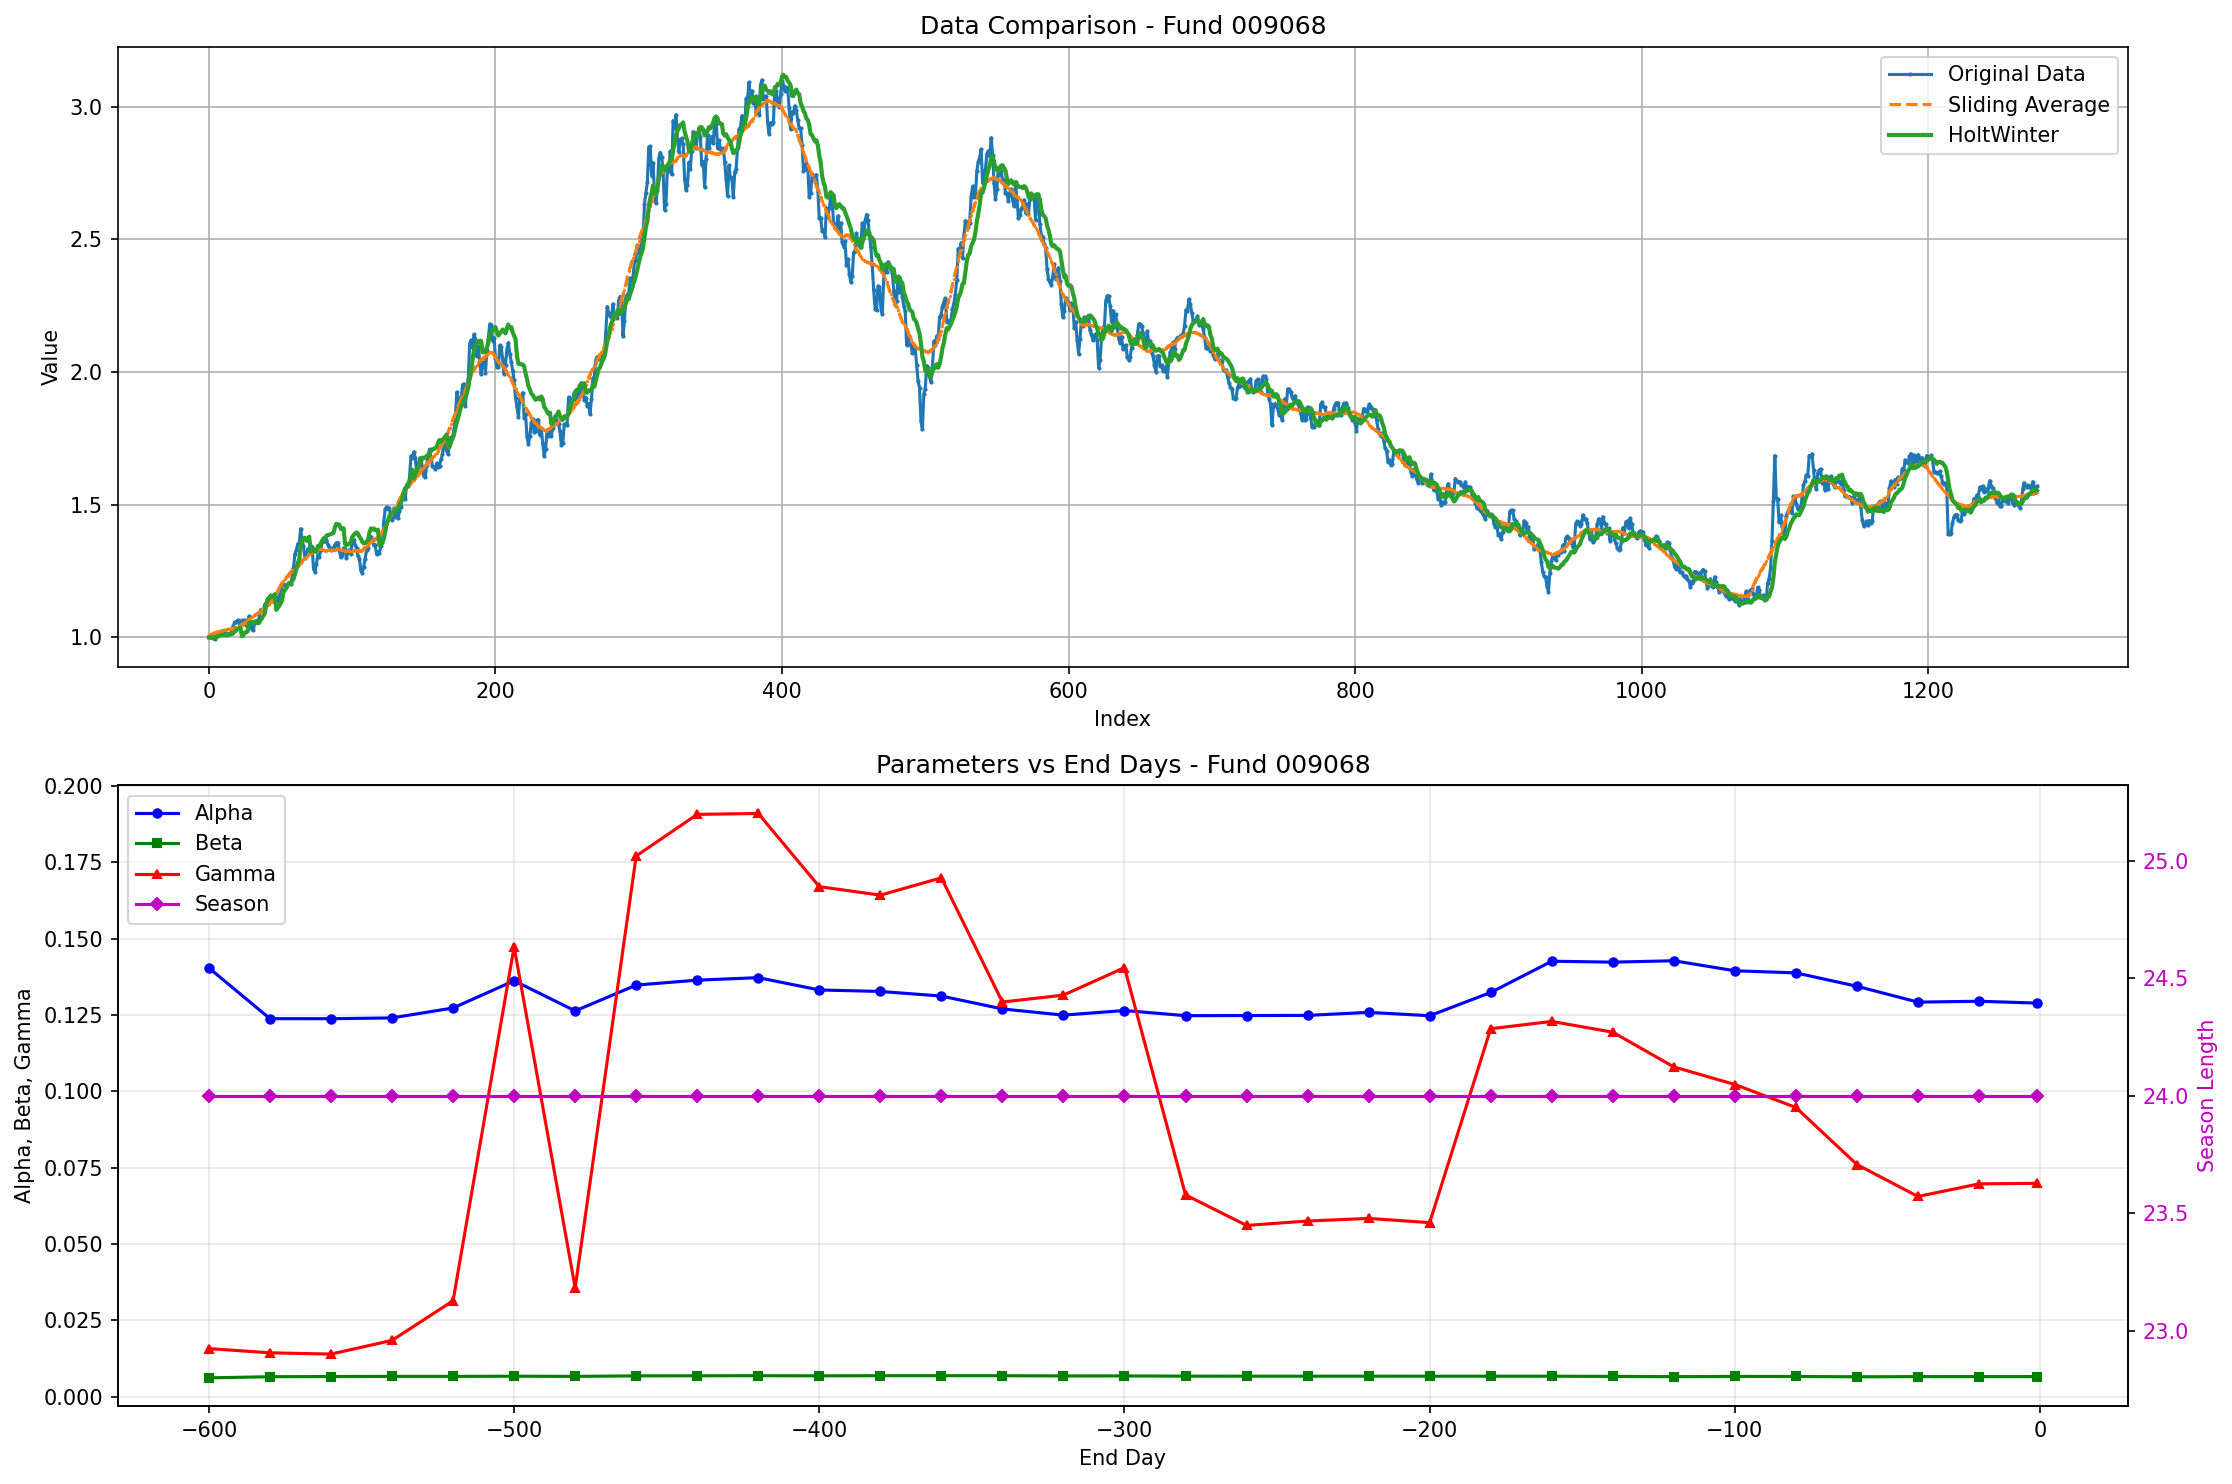 Data Comparison - Fund 009068
Original Data
Sliding Average
HoltWinter
Value
3.0
2.5
2.0
1.5
1.0
0
200
400
600
800
1000
1200
Index
Parameters vs End Days - Fund 009068
Alpha
Beta
Gamma
Season
Alpha, Beta, Gamma
0.200
0.175
0.150
0.125
0.100
0.075
0.050
0.025
0.000
25.0
24.5
24.0
23.5
23.0
Season Length
−600
−500
−400
−300
−200
−100
0
End Day